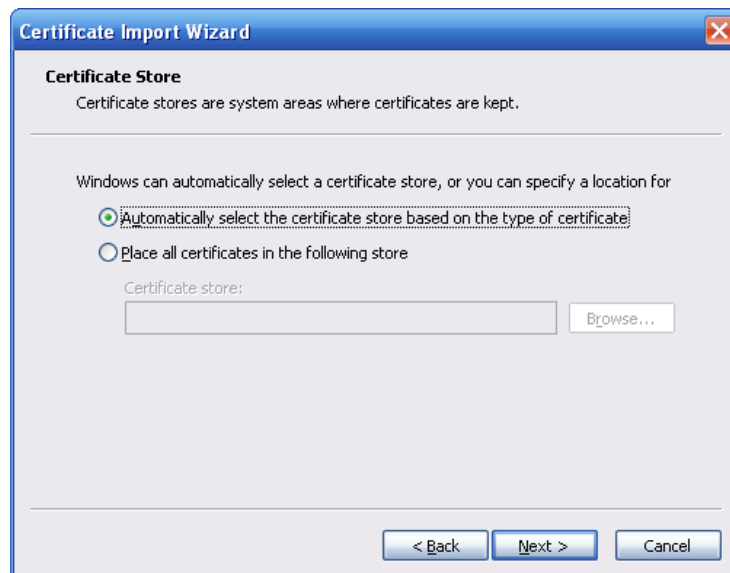 Certificate Import Wizard
Certificate Store
Certificate stores are system areas where certificates are kept.
Windows can automatically select a certificate store, or you can specify a location for
Automatically select the certificate store based on the type of certificate
Place all certificates in the following store
Certificate store:
Browse...
< Back Next > Cancel